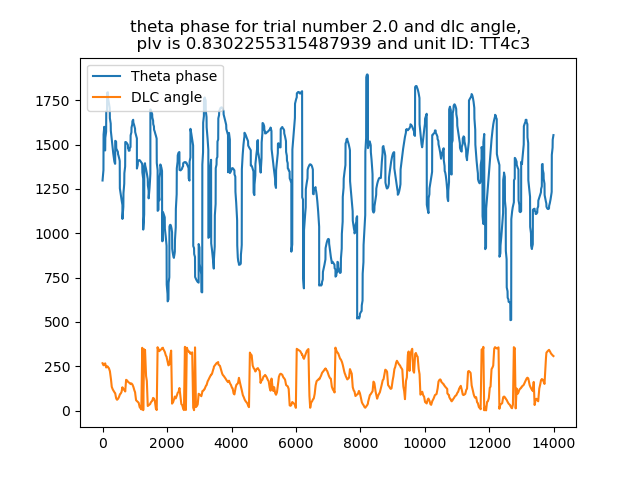 theta phase for trial number 2.0 and dlc angle,
plv is 0.8302255315487939 and unit ID: TT4c3
Theta phase
DLC angle
1750
1500
1250
1000
750
500
250
0
0 2000 4000 6000 8000 10000 12000 14000